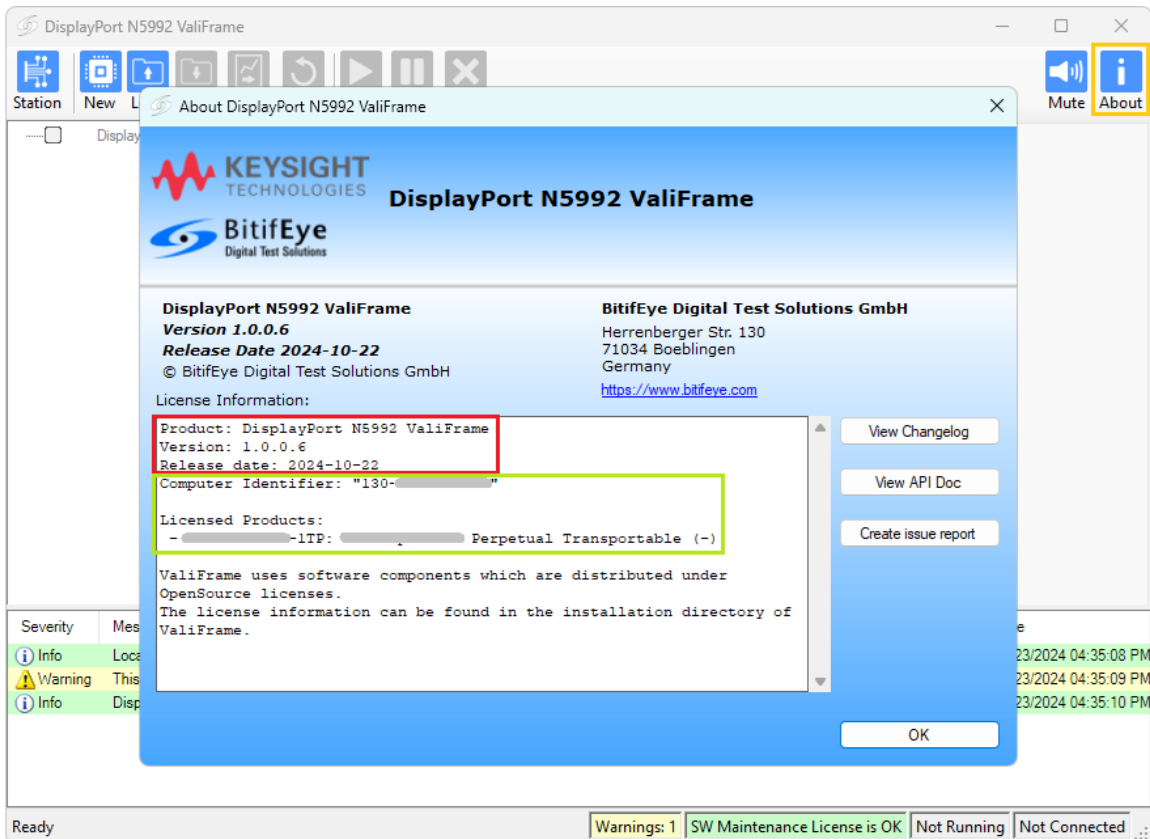 DisplayPort N5992 ValiFrame
Station
New
Mute
About
Display
About DisplayPort N5992 ValiFrame
KEYSIGHT
TECHNOLOGIES
BitifEye
Digital Test Solutions
DisplayPort N5992 ValiFrame
DisplayPort N5992 ValiFrame
Version 1.0.0.6
Release Date 2024-10-22
© BitifEye Digital Test Solutions GmbH
BitifEye Digital Test Solutions GmbH
Herrenberger Str. 130
71034 Boeblingen
Germany
https://www.bitifeye.com
License Information:
Product: DisplayPort N5992 ValiFrame
Version: 1.0.0.6
Release date: 2024-10-22
Computer Identifier: "130-"
Licensed Products:
- -1TP: Perpetual Transportable (-)
ValiFrame uses software components which are distributed under
OpenSource licenses.
The license information can be found in the installation directory of
ValiFrame.
View Changelog
View API Doc
Create issue report
OK
Severity Mes e
Info Loca 23/2024 04:35:08 PM
Warning This 23/2024 04:35:09 PM
Info Disp 23/2024 04:35:10 PM
Ready Warnings: 1 SW Maintenance License is OK Not Running Not Connected